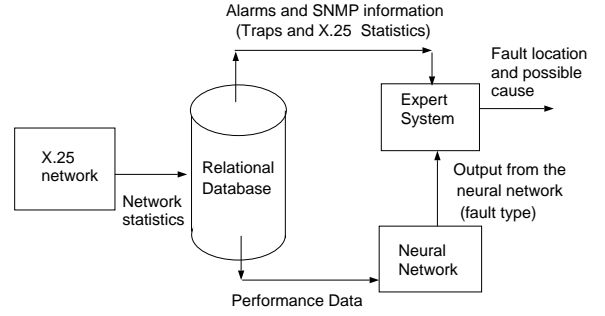 Alarms and SNMP information
(Traps and X.25 Statistics)
Fault location
and possible
cause
Expert
System
X.25
network
Relational
Database
Network
statistics
Output from the
neural network
(fault type)
Neural
Network
Performance Data